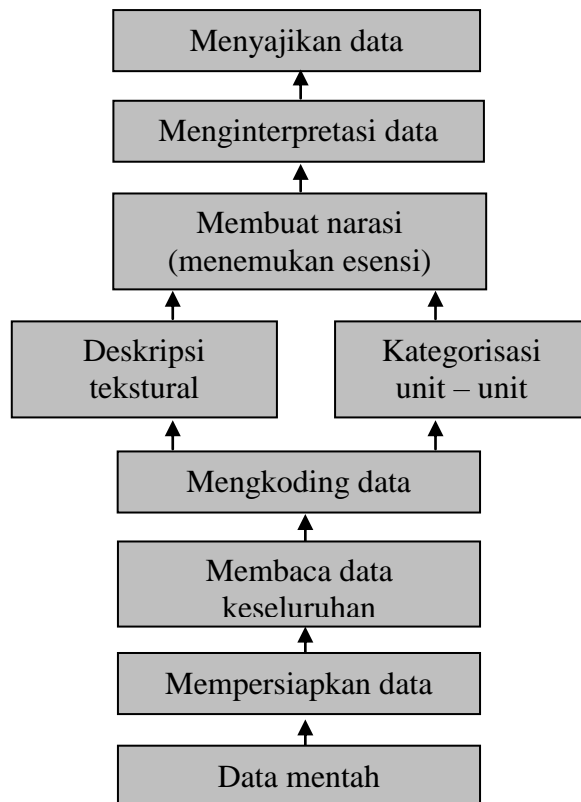 Menyajikan data
Menginterpretasi data
Membuat narasi
(menemukan esensi)
Deskripsi
tekstural
Kategorisasi
unit – unit
Mengkoding data
Membaca data
keseluruhan
Mempersiapkan data
Data mentah